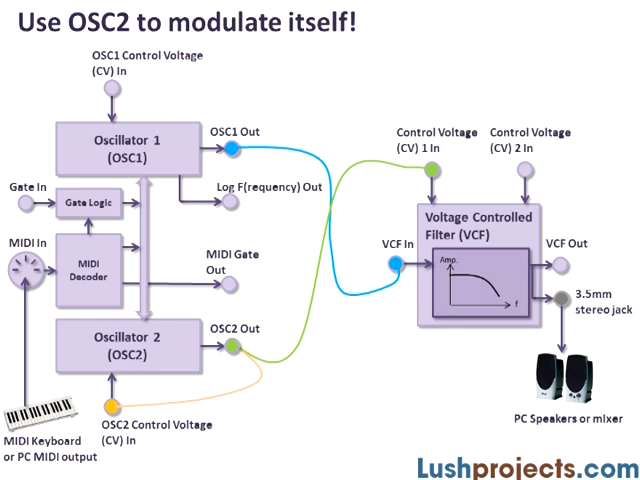 Use OSC2 to modulate itself!
OSC1 Control Voltage
(CV) In
Oscillator 1
(OSC1)
OSC1 Out
Control Voltage
(CV) 1 In
Control Voltage
(CV) 2 In
Gate In
Gate Logic
Log F(requency) Out
Voltage Controlled
Filter (VCF)
MIDI In
MIDI
Decoder
MIDI Gate
Out
VCF In
Amp.
f
VCF Out
3.5mm
stereo jack
Oscillator 2
(OSC2)
OSC2 Out
PC Speakers or mixer
MIDI Keyboard
or PC MIDI output
OSC2 Control Voltage
(CV) In
Lushprojects.com